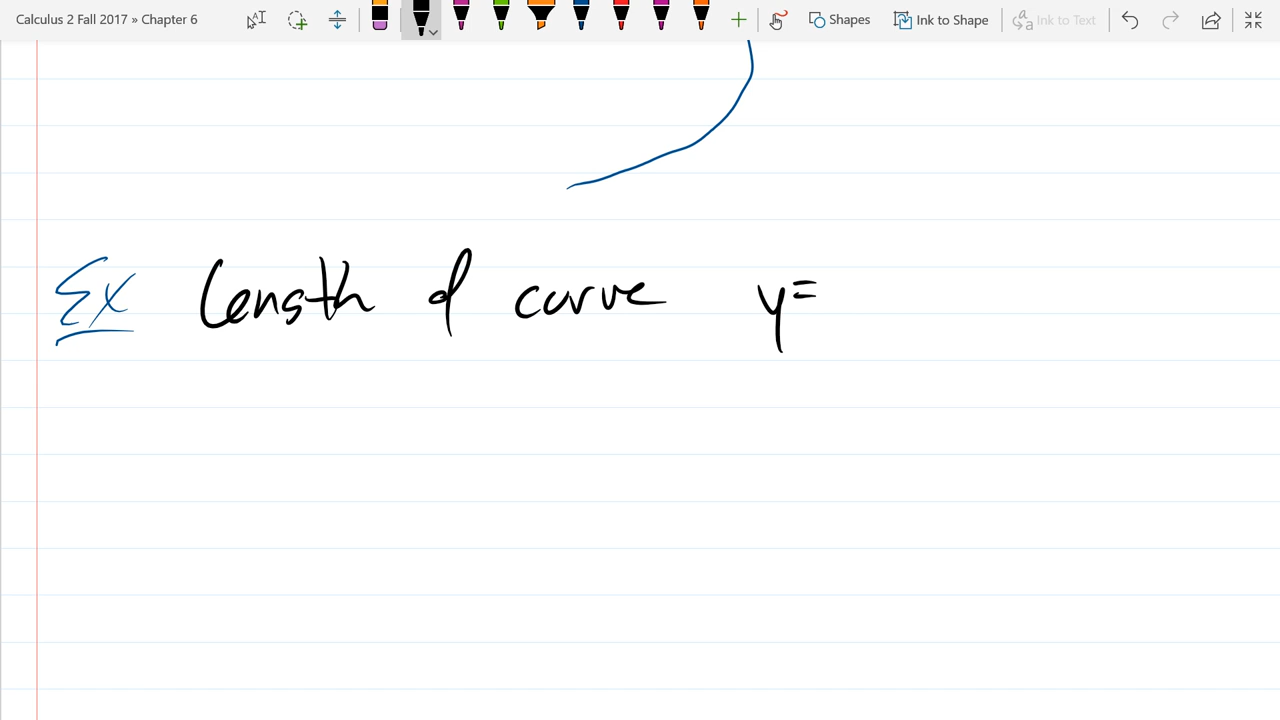 Calculus 2 Fall 2017 » Chapter 6 Shapes Ink to Shape Ink to Text
Ex Length of curve y=